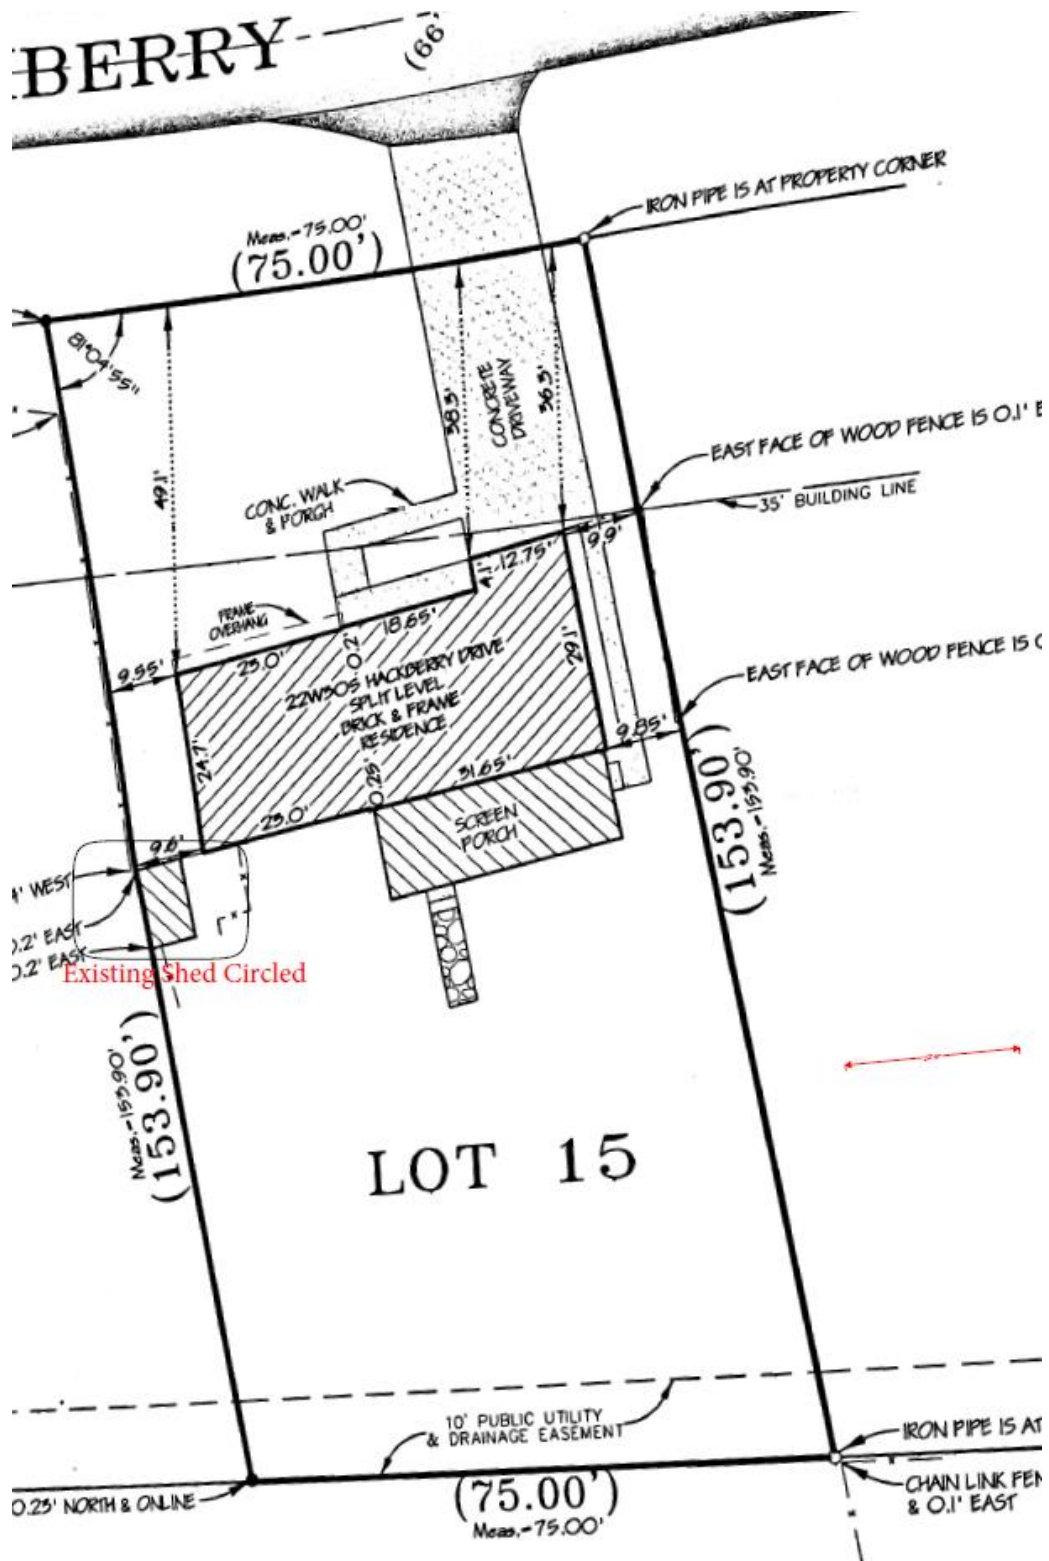 BERRY
(66'
IRON PIPE IS AT PROPERTY CORNER
Meas.=75.00'
(75.00')
81°04'55"
49.1'
38.3'
CONCRETE
DRIVEWAY
36.3'
EAST FACE OF WOOD FENCE IS 0.1'
35' BUILDING LINE
CONC. WALK
& PORCH
9.9'
12.75'
4.1'
FRAME
OVERHANG
18.65'
0.2'
23.0'
9.55'
29.1'
22W305 HACKBERRY DRIVE
SPLIT LEVEL
BRICK & FRAME
RESIDENCE
EAST FACE OF WOOD FENCE IS
9.85'
24.7'
0.25'
31.65'
23.0'
SCREEN
PORCH
(153.90')
Meas.=153.90'
9.6'
' WEST
0.2' EAST
0.2' EAST
Existing Shed Circled
(153.90')
Meas.=153.90'
LOT 15
10' PUBLIC UTILITY
& DRAINAGE EASEMENT
IRON PIPE IS AT
CHAIN LINK
& 0.1' EAST
0.23' NORTH & ONLINE
(75.00')
Meas.=75.00'